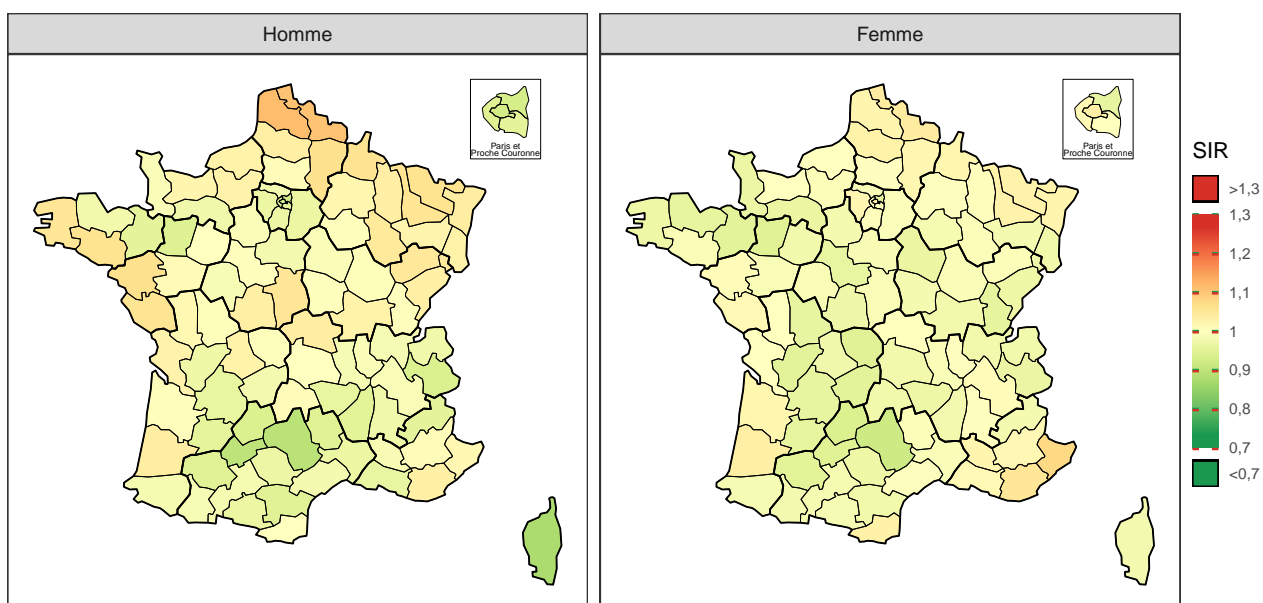 Homme
Femme
Paris et
Proche Couronne
Paris et
Proche Couronne
SIR
>1,3
1,3
1,2
1,1
1
0,9
0,8
0,7
<0,7